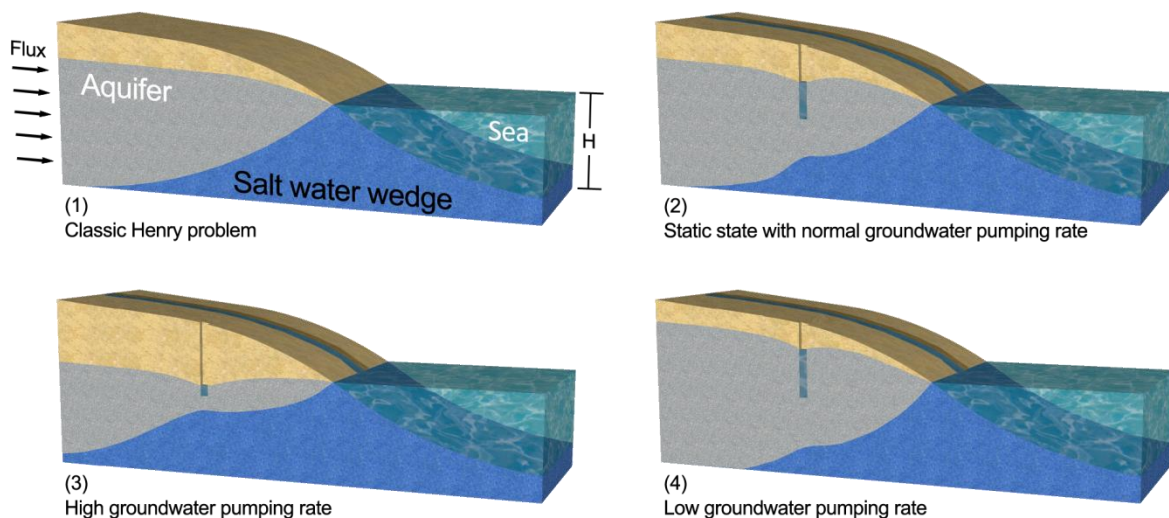 Flux
Aquifer
Sea
H
Salt water wedge
(1)
Classic Henry problem
(2)
Static state with normal groundwater pumping rate
(3)
High groundwater pumping rate
(4)
Low groundwater pumping rate